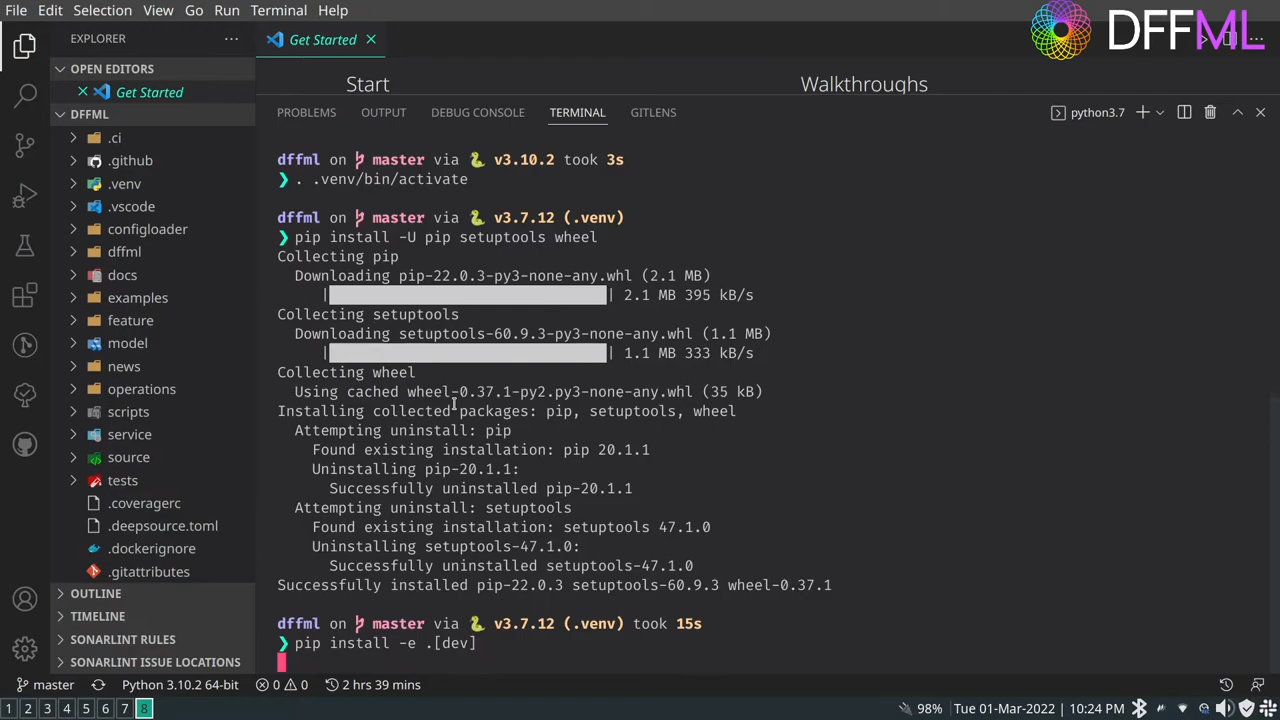 File Edit Selection View Go Run Terminal Help
DFFML
EXPLORER
Get Started
OPEN EDITORS
Get Started
DFFML
.ci
.github
.venv
.vscode
configloader
dffml
docs
examples
feature
model
news
operations
scripts
service
source
tests
.coveragerc
.deepsource.toml
.dockerignore
.gitattributes
OUTLINE
TIMELINE
SONARLINT RULES
SONARLINT ISSUE LOCATIONS
Start
Walkthroughs
PROBLEMS OUTPUT DEBUG CONSOLE TERMINAL GITLENS
python3.7
dffml on master via v3.10.2 took 3s
❯ . .venv/bin/activate
dffml on master via v3.7.12 (.venv)
❯ pip install -U pip setuptools wheel
Collecting pip
Downloading pip-22.0.3-py3-none-any.whl (2.1 MB)
| | 2.1 MB 395 kB/s
Collecting setuptools
Downloading setuptools-60.9.3-py3-none-any.whl (1.1 MB)
| | 1.1 MB 333 kB/s
Collecting wheel
Using cached wheel-0.37.1-py2.py3-none-any.whl (35 kB)
Installing collected packages: pip, setuptools, wheel
Attempting uninstall: pip
Found existing installation: pip 20.1.1
Uninstalling pip-20.1.1:
Successfully uninstalled pip-20.1.1
Attempting uninstall: setuptools
Found existing installation: setuptools 47.1.0
Uninstalling setuptools-47.1.0:
Successfully uninstalled setuptools-47.1.0
Successfully installed pip-22.0.3 setuptools-60.9.3 wheel-0.37.1
dffml on master via v3.7.12 (.venv) took 15s
❯ pip install -e .[dev]
master Python 3.10.2 64-bit 0 0 2 hrs 39 mins
1 2 3 4 5 6 7 8
98% Tue 01-Mar-2022 10:24 PM